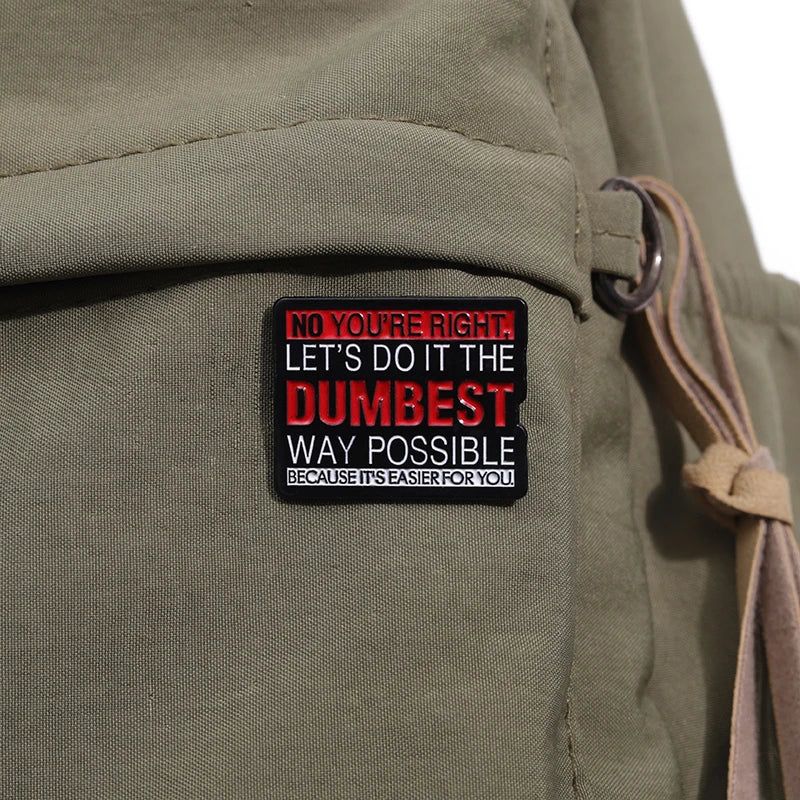 NO YOU'RE RIGHT,
LET'S DO IT THE
DUMBEST
WAY POSSIBLE
BECAUSE IT'S EASIER FOR YOU.